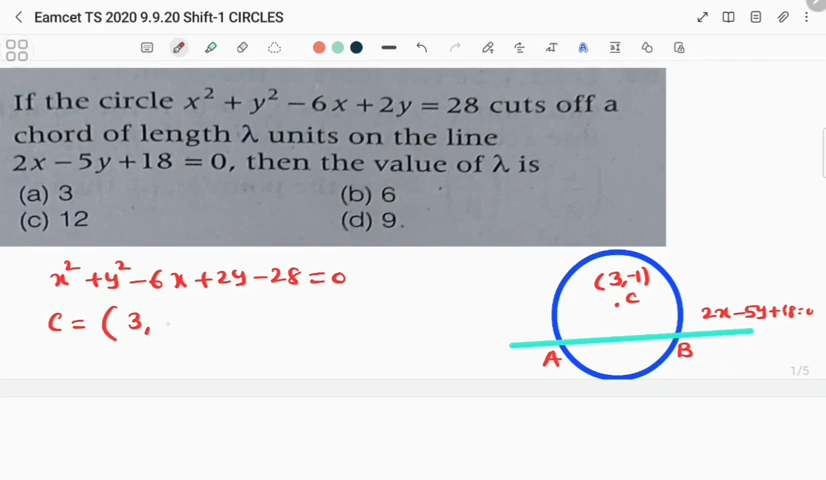 Eamcet TS 2020 9.9.20 Shift-1 CIRCLES
If the circle x² + y² − 6x + 2y = 28 cuts off a
chord of length λ units on the line
2x − 5y + 18 = 0, then the value of λ is
(a) 3 (b) 6
(c) 12 (d) 9.
x² + y² − 6x + 2y − 28 = 0
C = ( 3,
(3,-1)
. C
2x − 5y + 18 = 0
A
B
1/5